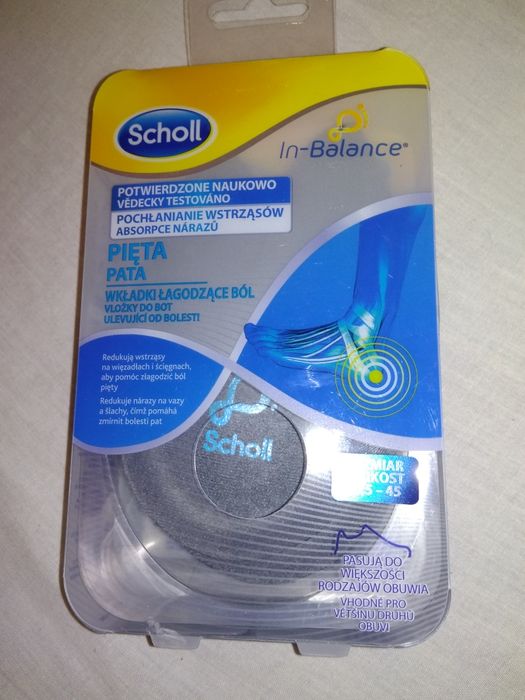 Scholl
In-Balance®
POTWIERDZONE NAUKOWO
VĚDECKY TESTOVÁNO
POCHŁANIANIE WSTRZĄSÓW
ABSORPCE NÁRAZŮ
PIĘTA
PATA
WKŁADKI ŁAGODZĄCE BÓL
VLOŽKY DO BOT
ULEVUJÍCÍ OD BOLESTI
Redukują wstrząsy
na więzadłach i ścięgnach,
aby pomóc złagodzić ból
pięty
Redukuje nárazy na vazy
a šlachy, čímž pomáhá
zmírnit bolesti pat
Scholl
45
PASUJĄ DO
WIĘKSZOŚCI
RODZAJÓW OBUWIA
VHODNÉ PRO
VĚTŠINU DRUHŮ
OBUVI